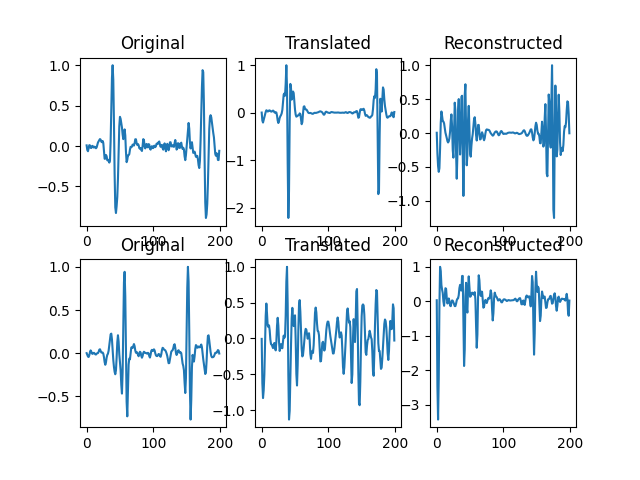 Original Translated Reconstructed
1.0 1 1.0
0.5 0 0.5
0.0 -1 0.0
−0.5 −2 −0.5
−1.0
0 100 200 0 100 200 0 100 200
Original Translated Reconstructed
1.0 1.0 1
0.5 0.5 0
0.0 0.0 −1
−0.5 −0.5 −2
−1.0 −3
0 100 200 0 100 200 0 100 200